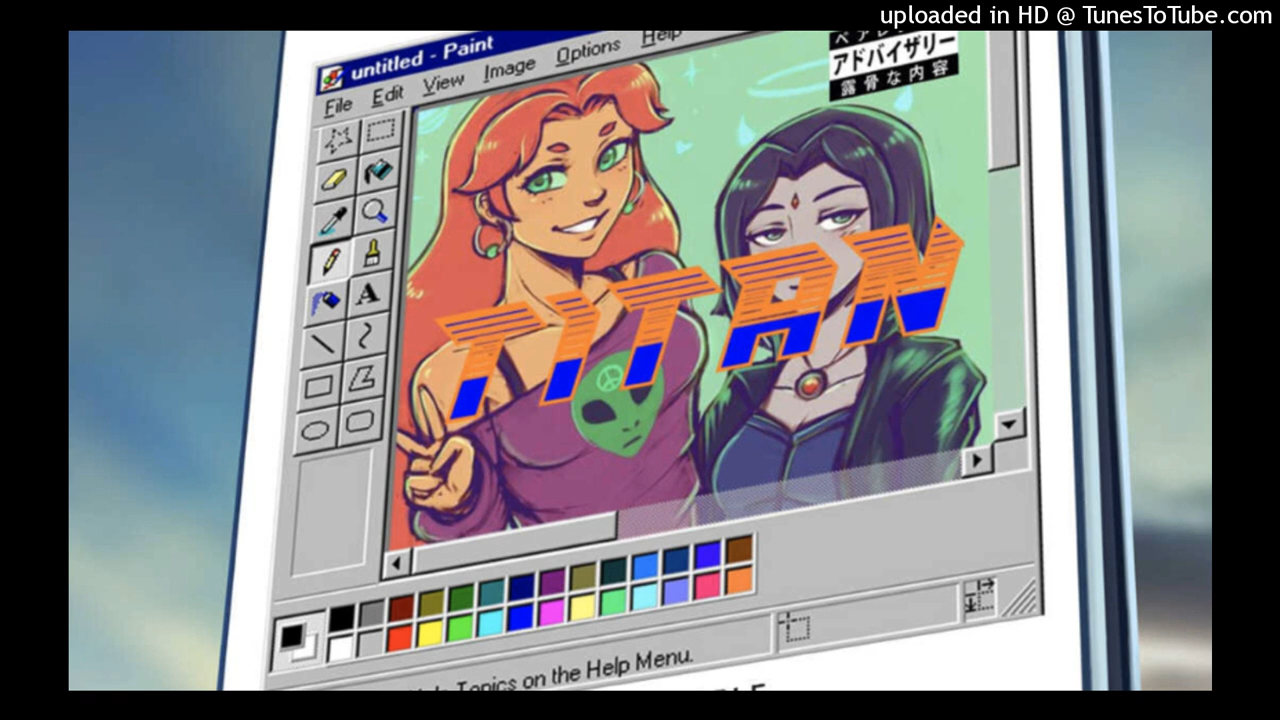 uploaded in HD @ TunesToTube.com
untitled - Paint
File Edit View Image Options Help
アドバイザリー
露骨な内容
A
TITAN
Topics on the Help Menu.